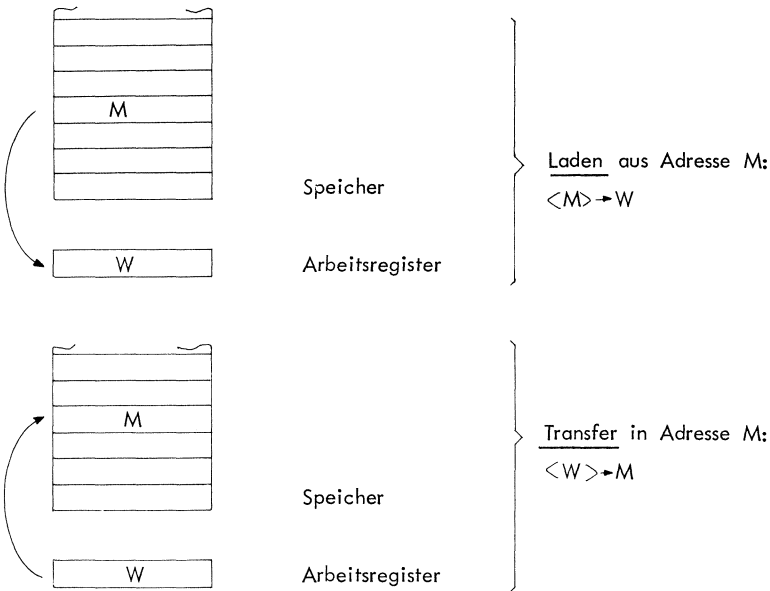 M
Speicher
Laden aus Adresse M:
<M>→W
W
Arbeitsregister
M
Speicher
Transfer in Adresse M:
<W>→M
W
Arbeitsregister